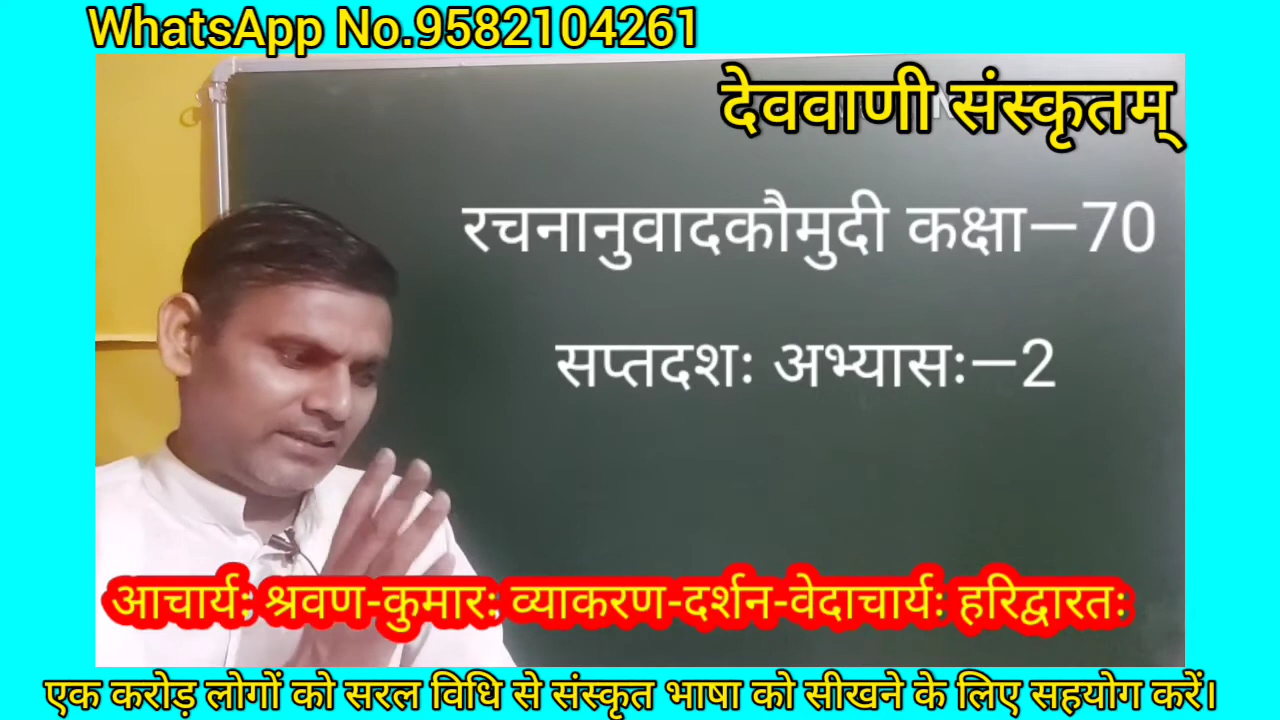 WhatsApp No.9582104261
देववाणी संस्कृतम्
रचनानुवादकौमुदी कक्षा–70
सप्तदशः अभ्यासः–2
आचार्यः श्रवण-कुमारः व्याकरण-दर्शन-वेदाचार्यः हरिद्वारतः
एक करोड़ लोगों को सरल विधि से संस्कृत भाषा को सीखने के लिए सहयोग करें।